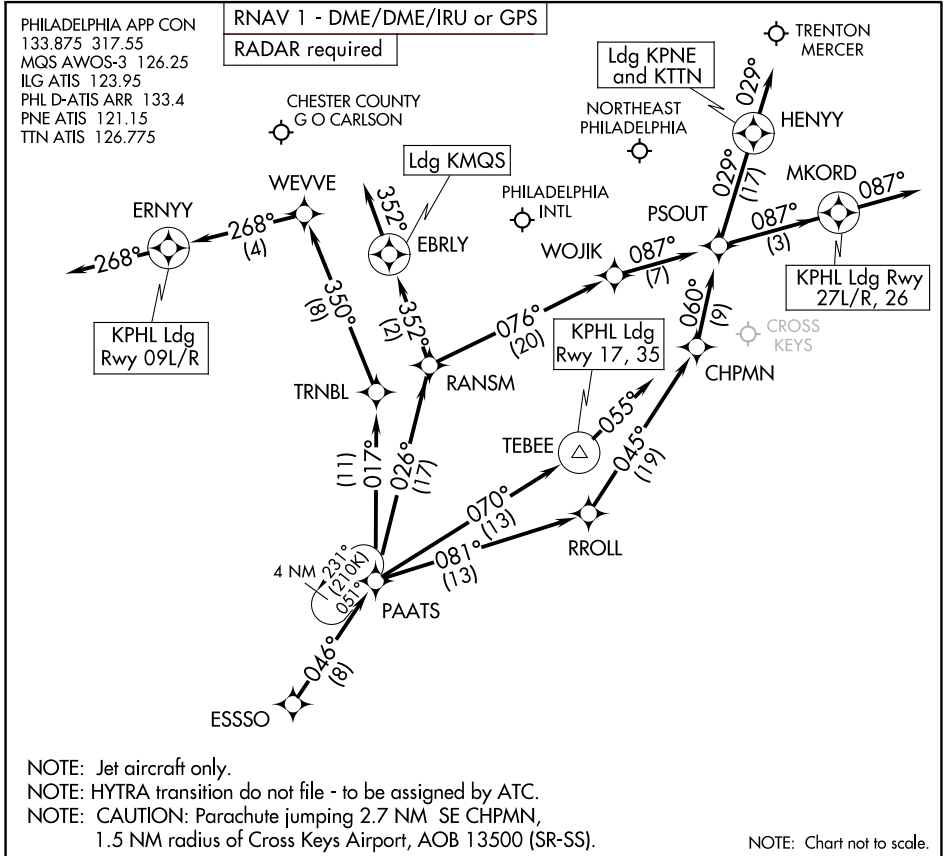 PHILADELPHIA APP CON
133.875 317.55
MQS AWOS-3 126.25
ILG ATIS 123.95
PHL D-ATIS ARR 133.4
PNE ATIS 121.15
TTN ATIS 126.775
RNAV 1 - DME/DME/IRU or GPS
RADAR required
TRENTON
MERCER
Ldg KPNE
and KTTN
029°
CHESTER COUNTY
G O CARLSON
NORTHEAST
PHILADELPHIA
HENYY
Ldg KMQS
029°
(17)
MKORD
WEVVE
352°
PHILADELPHIA
INTL
PSOUT
087°
ERNYY
268°
(4)
EBRLY
WOJIK
087°
(7)
087°
(3)
268°
350°
(8)
352°
(2)
076°
(20)
060°
(9)
KPHL Ldg Rwy
27L/R, 26
KPHL Ldg
Rwy 09L/R
KPHL Ldg
Rwy 17, 35
CROSS
KEYS
CHPMN
TRNBL
RANSM
055°
TEBEE
045°
(19)
017°
(11)
026°
(17)
070°
(13)
RROLL
081°
(13)
4 NM
231°
(210K)
051°
PAATS
046°
(8)
ESSSO
NOTE: Jet aircraft only.
NOTE: HYTRA transition do not file - to be assigned by ATC.
NOTE: CAUTION: Parachute jumping 2.7 NM SE CHPMN,
1.5 NM radius of Cross Keys Airport, AOB 13500 (SR-SS).
NOTE: Chart not to scale.